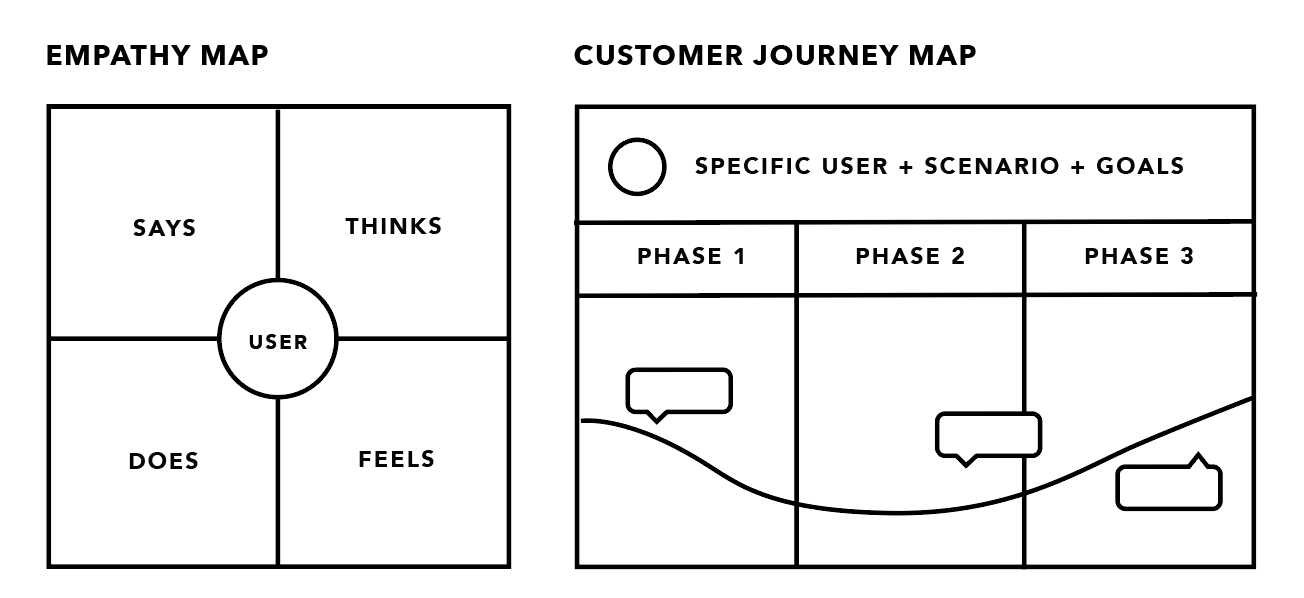 EMPATHY MAP
SAYS
THINKS
USER
DOES
FEELS
CUSTOMER JOURNEY MAP
SPECIFIC USER + SCENARIO + GOALS
PHASE 1
PHASE 2
PHASE 3